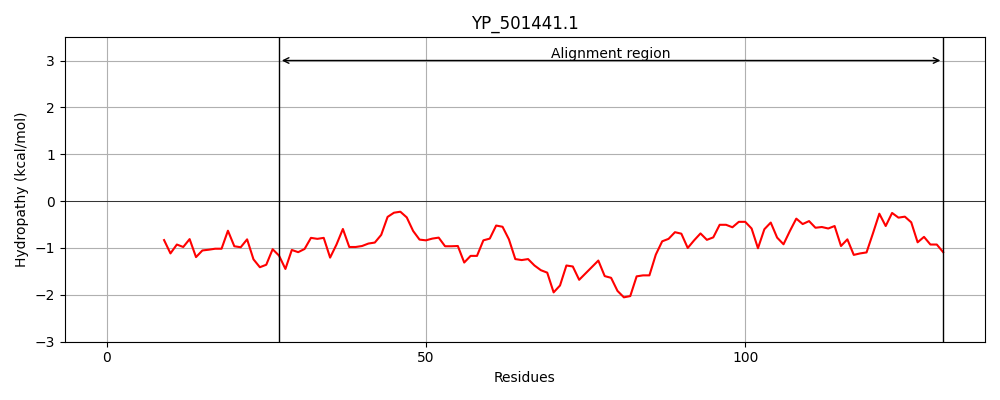 YP_501441.1
Alignment region
Hydropathy (kcal/mol)
3
2
1
0
−1
−2
−3
0 50 100
Residues